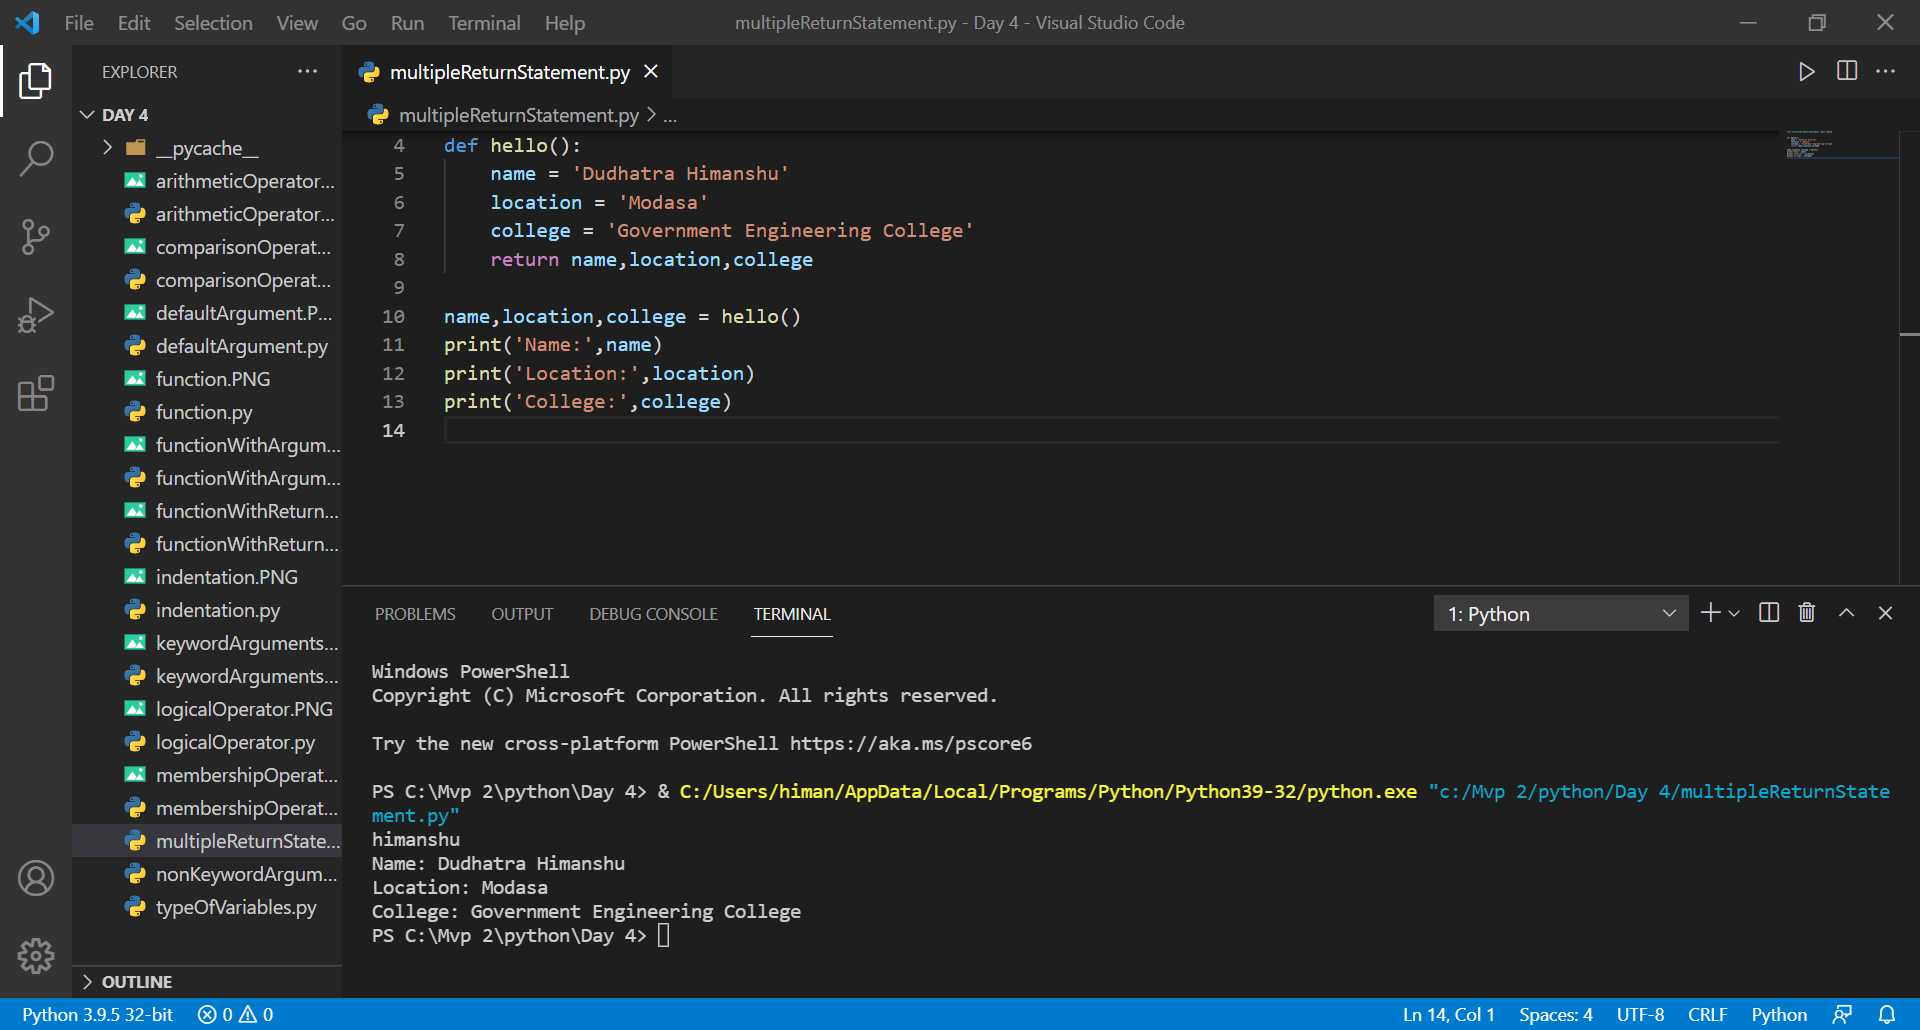 File Edit Selection View Go Run Terminal Help
multipleReturnStatement.py - Day 4 - Visual Studio Code
EXPLORER
DAY 4
__pycache__
arithmeticOperator...
arithmeticOperator...
comparisonOperat...
comparisonOperat...
defaultArgument.P...
defaultArgument.py
function.PNG
function.py
functionWithArgum...
functionWithArgum...
functionWithReturn...
functionWithReturn...
indentation.PNG
indentation.py
keywordArguments...
keywordArguments...
logicalOperator.PNG
logicalOperator.py
membershipOperat...
membershipOperat...
multipleReturnState...
nonKeywordArgum...
typeOfVariables.py
OUTLINE
multipleReturnStatement.py
multipleReturnStatement.py > ...
4 def hello():
5 name = 'Dudhatra Himanshu'
6 location = 'Modasa'
7 college = 'Government Engineering College'
8 return name,location,college
9
10 name,location,college = hello()
11 print('Name:',name)
12 print('Location:',location)
13 print('College:',college)
14
PROBLEMS OUTPUT DEBUG CONSOLE TERMINAL
1: Python
Windows PowerShell
Copyright (C) Microsoft Corporation. All rights reserved.
Try the new cross-platform PowerShell https://aka.ms/pscore6
PS C:\Mvp 2\python\Day 4> & C:/Users/himan/AppData/Local/Programs/Python/Python39-32/python.exe "c:/Mvp 2/python/Day 4/multipleReturnState
ment.py"
himanshu
Name: Dudhatra Himanshu
Location: Modasa
College: Government Engineering College
PS C:\Mvp 2\python\Day 4>
Python 3.9.5 32-bit 0 0
Ln 14, Col 1 Spaces: 4 UTF-8 CRLF Python